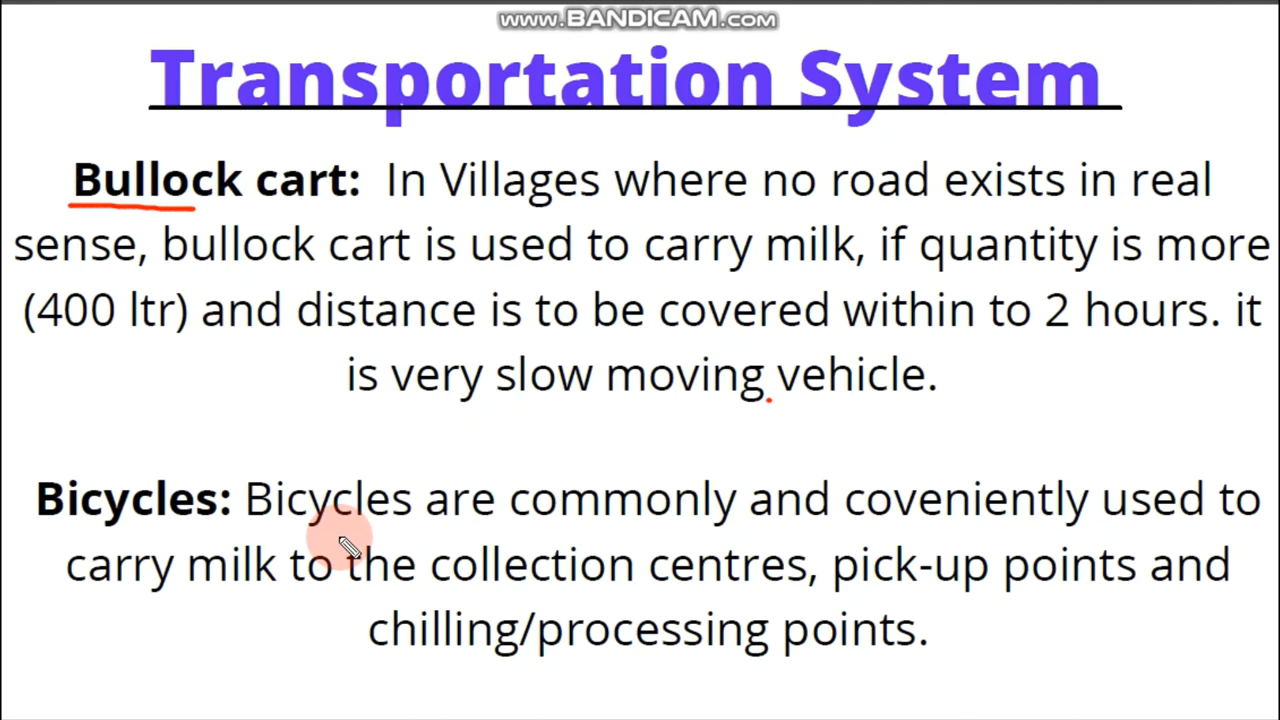 www.BANDICAM.com
Transportation System
Bullock cart: In Villages where no road exists in real
sense, bullock cart is used to carry milk, if quantity is more
(400 ltr) and distance is to be covered within to 2 hours. it
is very slow moving vehicle.
Bicycles: Bicycles are commonly and coveniently used to
carry milk to the collection centres, pick-up points and
chilling/processing points.